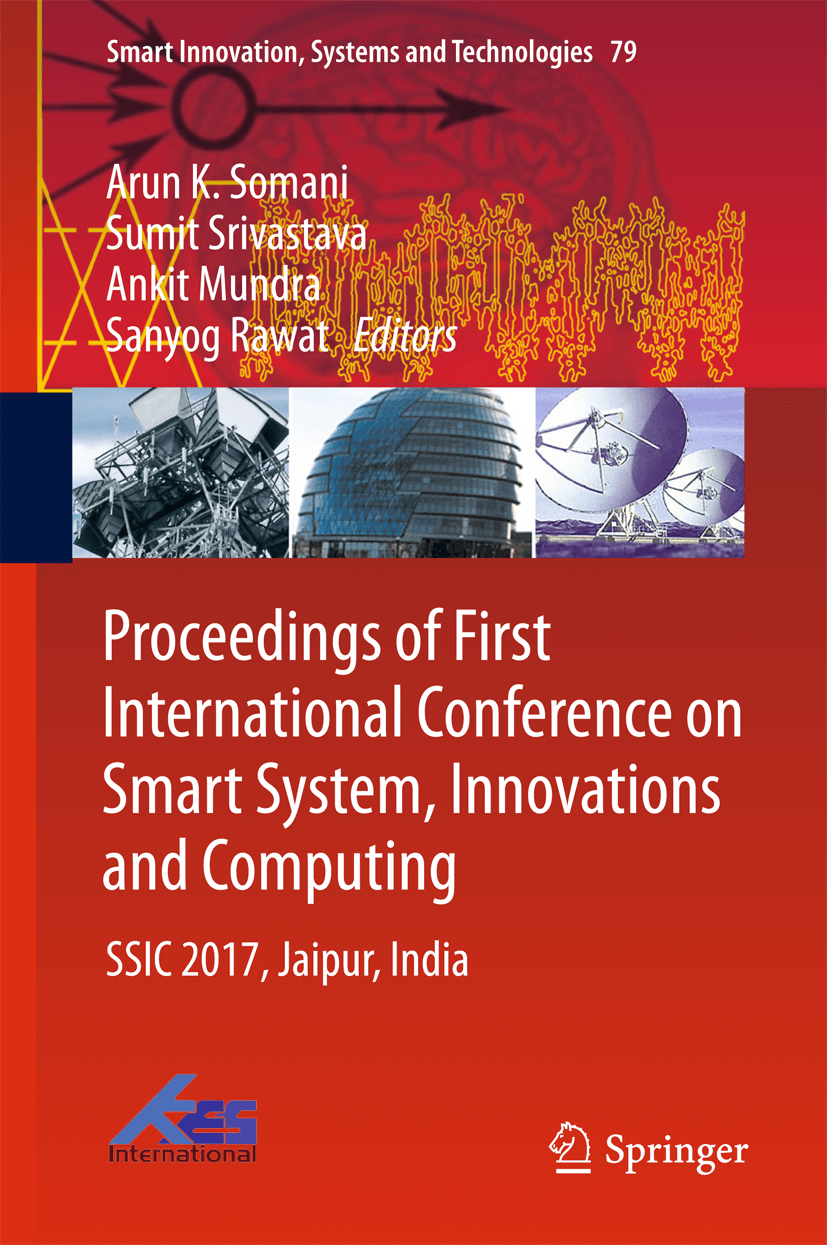 Smart Innovation, Systems and Technologies 79
Arun K. Somani
Sumit Srivastava
Ankit Mundra
Sanyog Rawat Editors
Proceedings of First
International Conference on
Smart System, Innovations
and Computing
SSIC 2017, Jaipur, India
KES
International
Springer